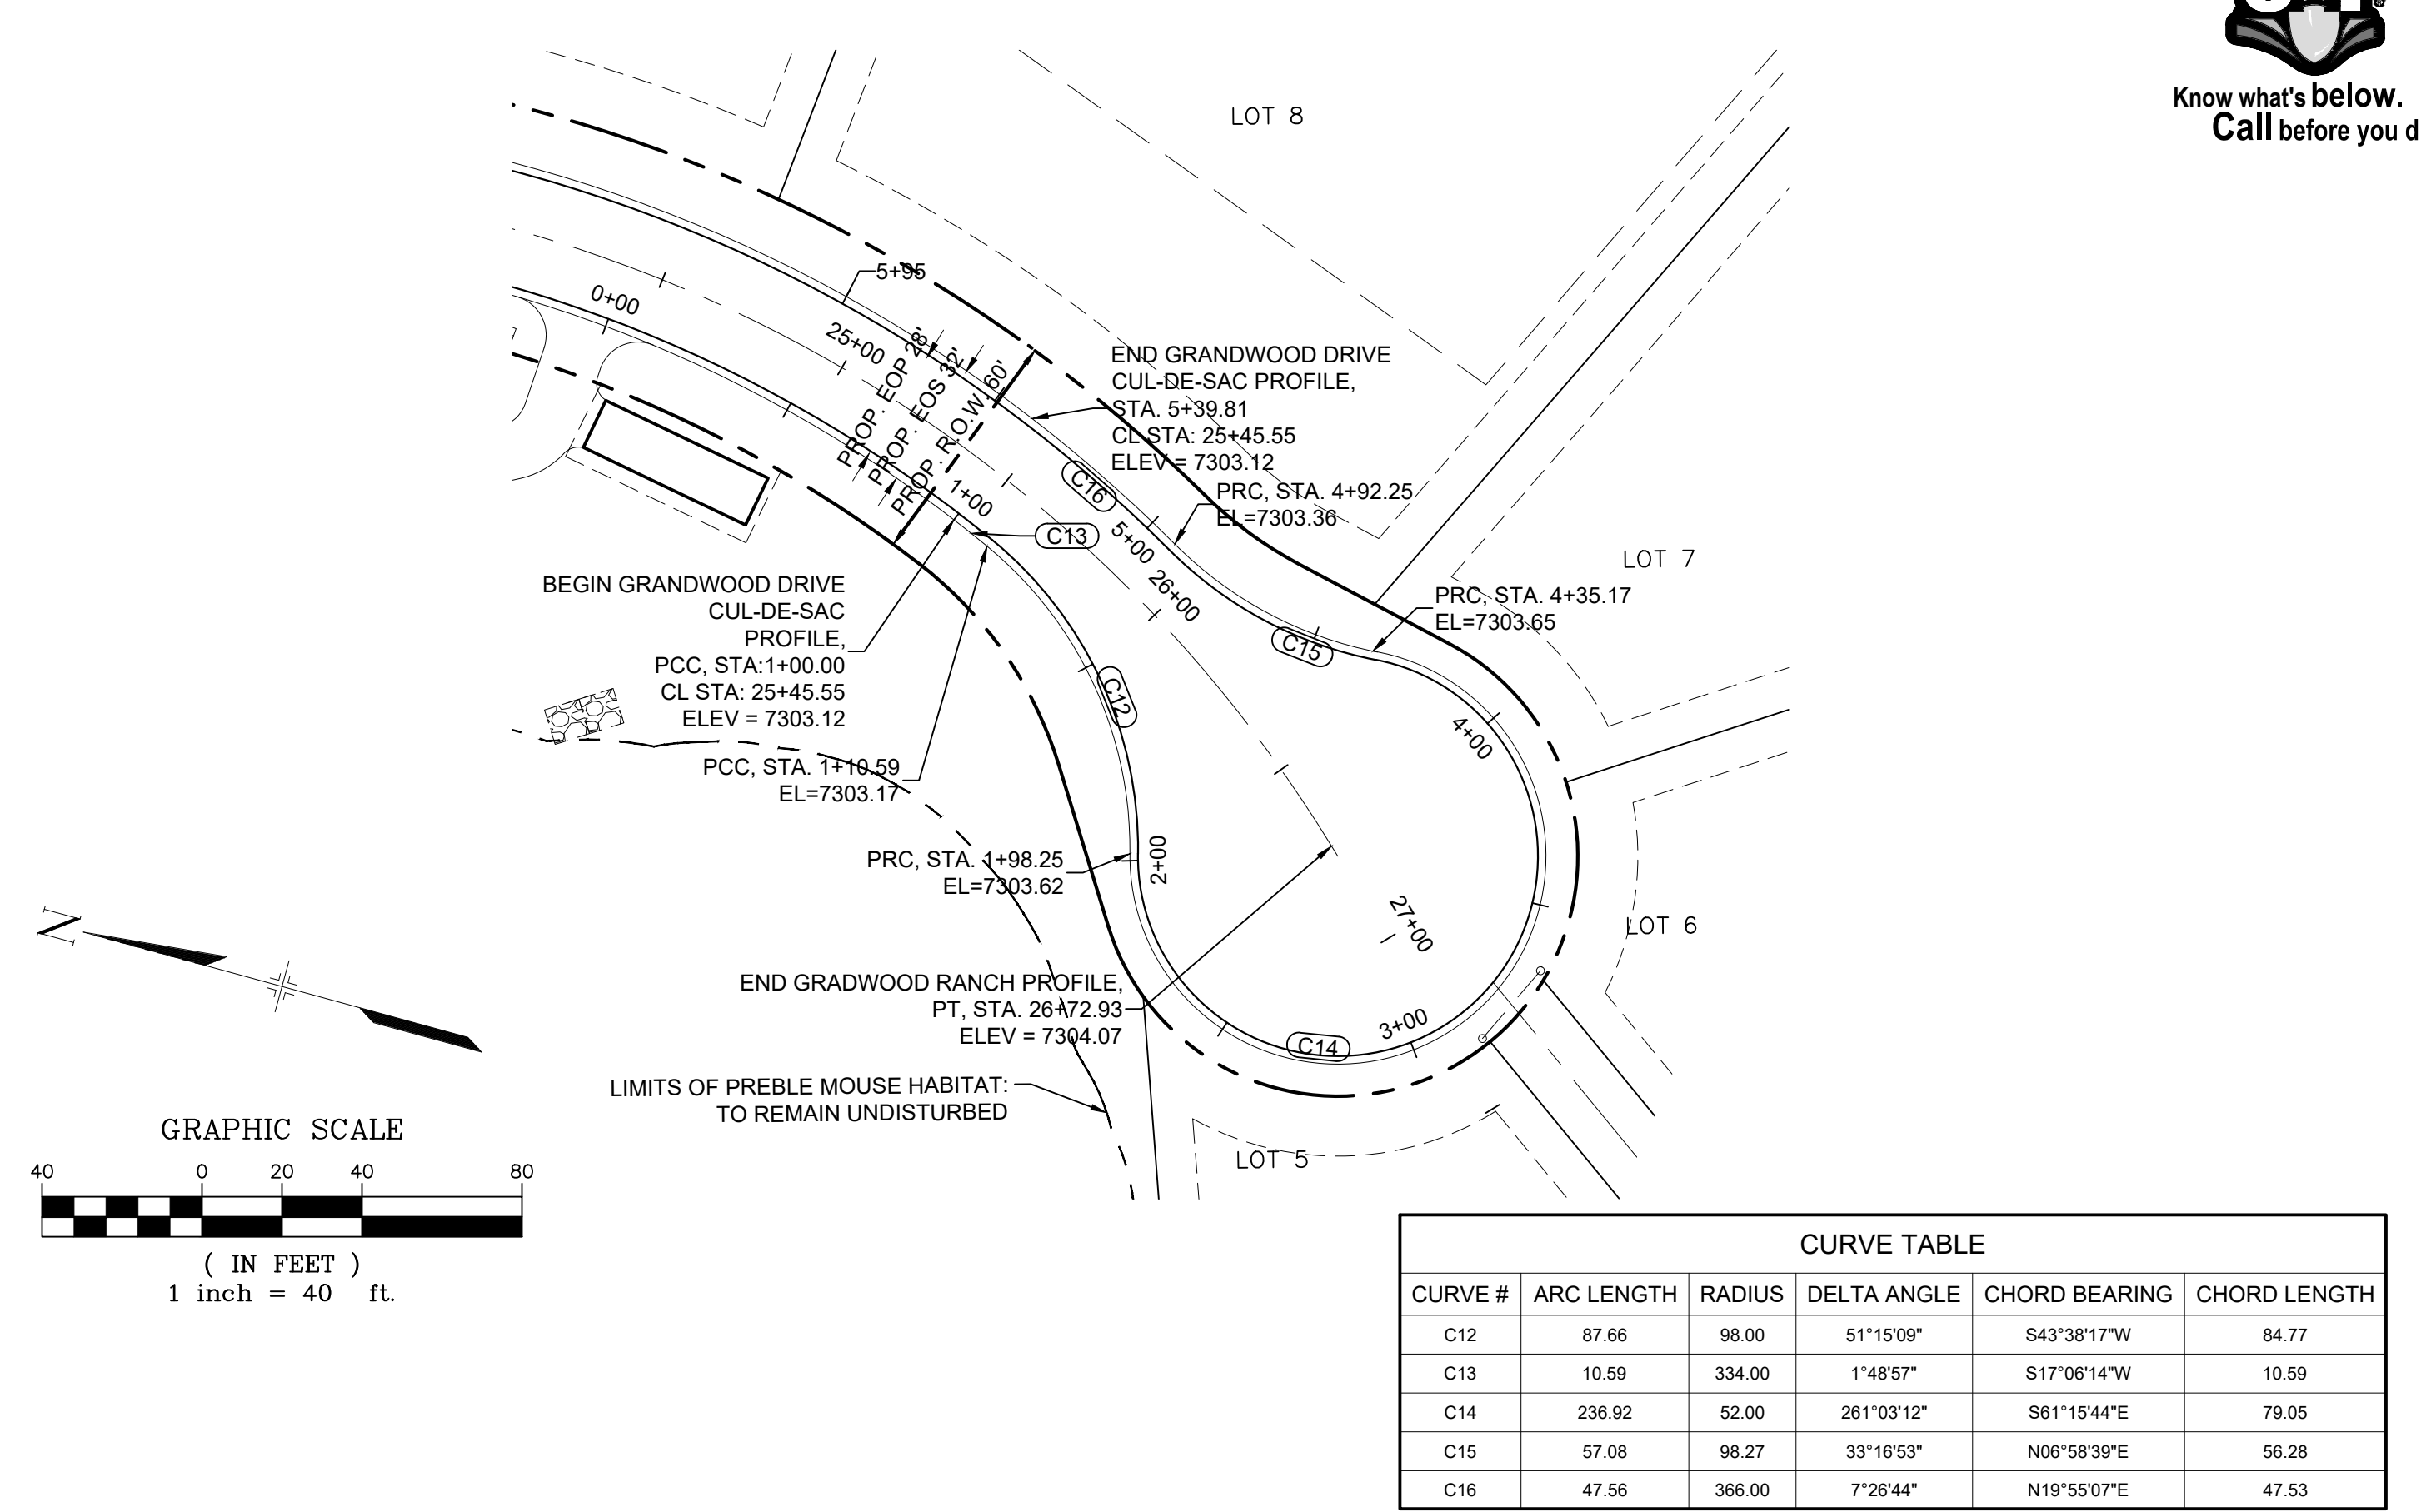 Know what's below.
Call before you d
LOT 8
5+95
0+00
25+00
PROP. EOP 28'
PROP. EOS 32'
PROP. R.O.W. 60'
END GRANDWOOD DRIVE
CUL-DE-SAC PROFILE,
STA. 5+39.81
CL STA: 25+45.55
ELEV = 7303.12
C16
PRC, STA. 4+92.25
EL=7303.36
1+00
C13
5+00
26+00
LOT 7
BEGIN GRANDWOOD DRIVE
CUL-DE-SAC
PROFILE,
PCC, STA:1+00.00
CL STA: 25+45.55
ELEV = 7303.12
PRC, STA. 4+35.17
EL=7303.65
C15
C12
4+00
PCC, STA. 1+10.59
EL=7303.17
PRC, STA. 1+98.25
EL=7303.62
2+00
27+00
LOT 6
N
END GRADWOOD RANCH PROFILE,
PT, STA. 26+72.93
ELEV = 7304.07
3+00
C14
LIMITS OF PREBLE MOUSE HABITAT:
TO REMAIN UNDISTURBED
LOT 5
GRAPHIC SCALE
40 0 20 40 80
( IN FEET )
1 inch = 40 ft.
CURVE TABLE
CURVE # ARC LENGTH RADIUS DELTA ANGLE CHORD BEARING CHORD LENGTH
C12 87.66 98.00 51°15'09" S43°38'17"W 84.77
C13 10.59 334.00 1°48'57" S17°06'14"W 10.59
C14 236.92 52.00 261°03'12" S61°15'44"E 79.05
C15 57.08 98.27 33°16'53" N06°58'39"E 56.28
C16 47.56 366.00 7°26'44" N19°55'07"E 47.53